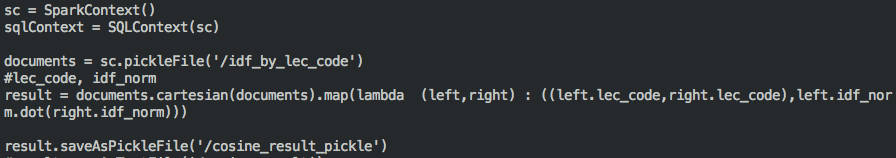 sc = SparkContext()
sqlContext = SQLContext(sc)
documents = sc.pickleFile('/idf_by_lec_code')
#lec_code, idf_norm
result = documents.cartesian(documents).map(lambda  (left,right) : ((left.lec_code,right.lec_code),left.idf_nor
m.dot(right.idf_norm)))
result.saveAsPickleFile('/cosine_result_pickle')